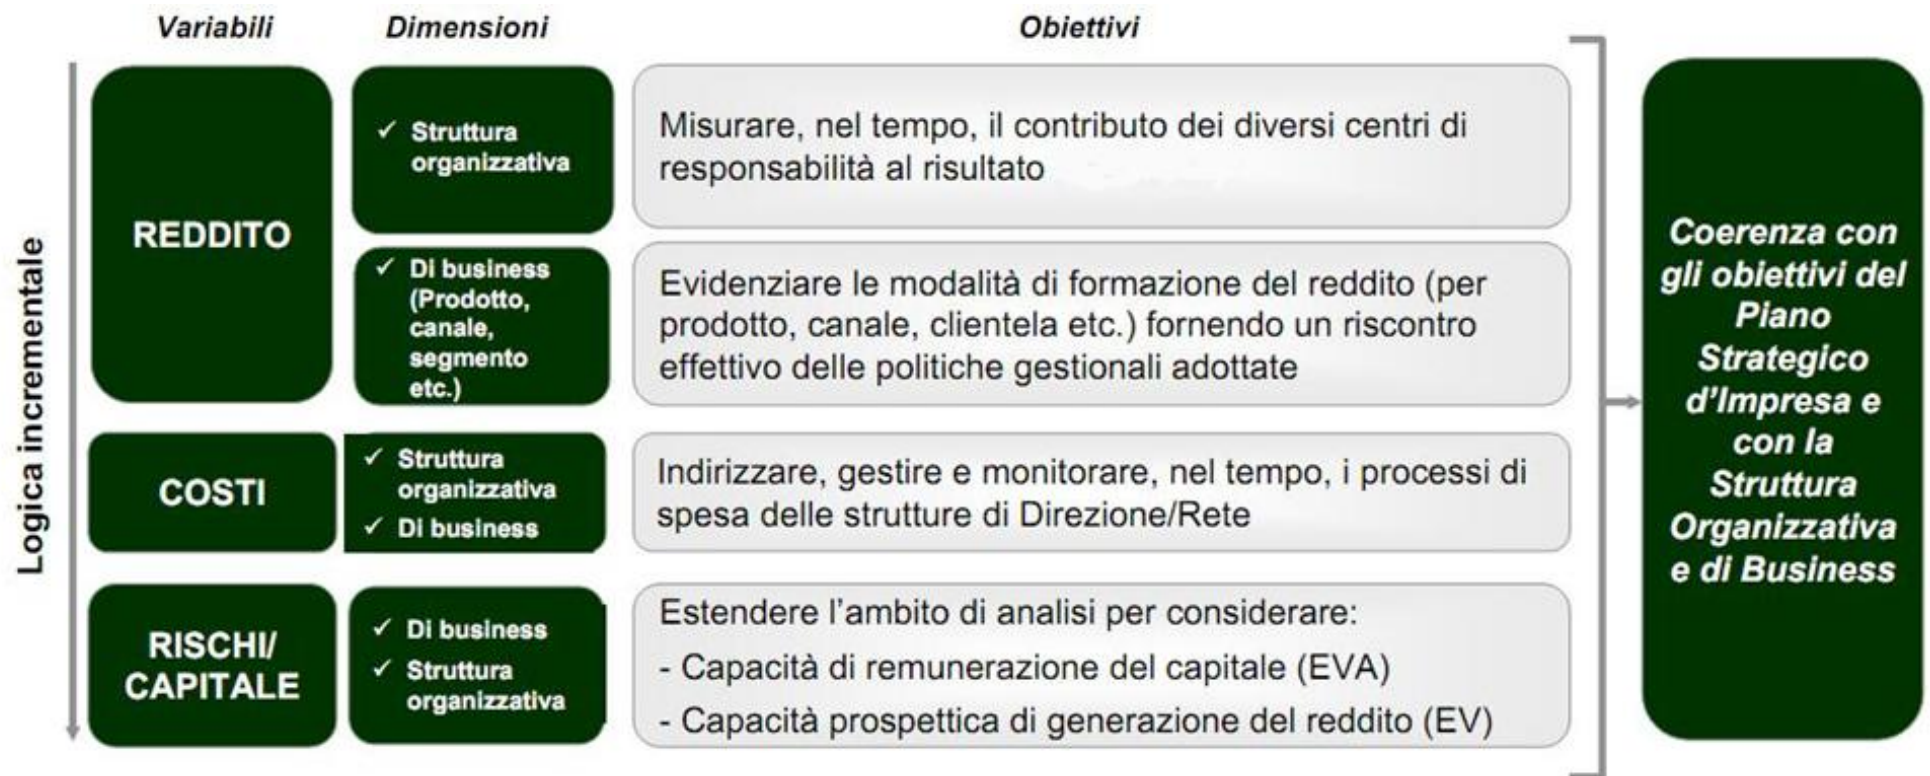 Variabili
Dimensioni
Obiettivi
Logica incrementale
REDDITO
✓ Struttura
organizzativa
Misurare, nel tempo, il contributo dei diversi centri di
responsabilità al risultato
✓ Di business
(Prodotto,
canale,
segmento
etc.)
Evidenziare le modalità di formazione del reddito (per
prodotto, canale, clientela etc.) fornendo un riscontro
effettivo delle politiche gestionali adottate
COSTI
✓ Struttura
organizzativa
✓ Di business
Indirizzare, gestire e monitorare, nel tempo, i processi di
spesa delle strutture di Direzione/Rete
RISCHI/
CAPITALE
✓ Di business
✓ Struttura
organizzativa
Estendere l’ambito di analisi per considerare:
- Capacità di remunerazione del capitale (EVA)
- Capacità prospettica di generazione del reddito (EV)
Coerenza con
gli obiettivi del
Piano
Strategico
d’Impresa e
con la
Struttura
Organizzativa
e di Business